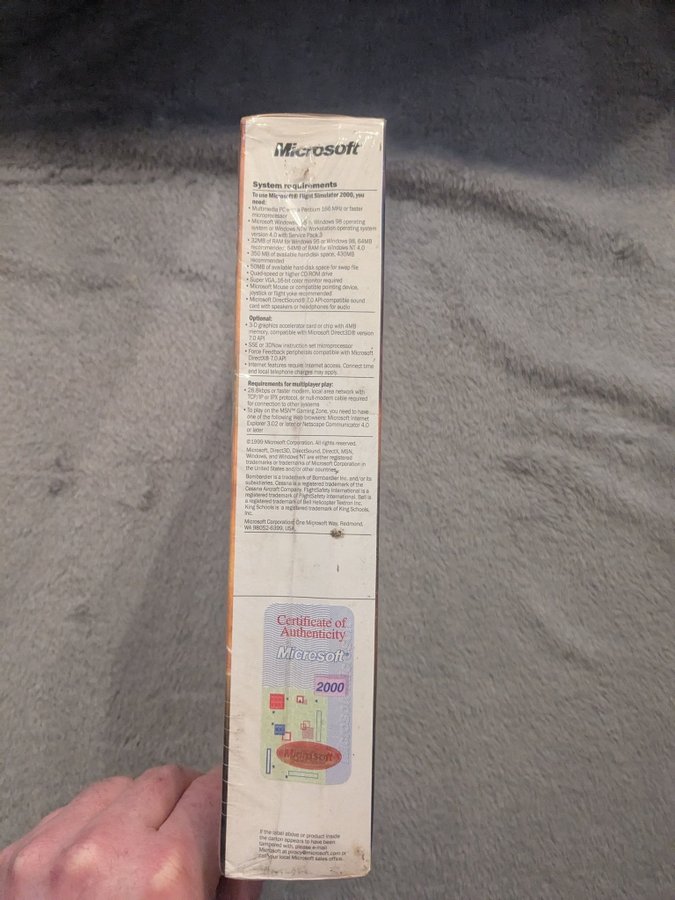 Microsoft
System requirements
To use Microsoft® Flight Simulator 2000, you
need:
• Multimedia PC with a Pentium 166 MHz or faster
microprocessor
• Microsoft Windows 95 or Windows 98 operating
system or Windows NT® Workstation operating system
version 4.0 with Service Pack 3
• 32MB of RAM for Windows 95 or Windows 98, 64MB
recommended; 64MB of RAM for Windows NT 4.0
• 350 MB of available hard-disk space, 430MB
recommended
• 50MB of available hard-disk space for swap file
• Quad-speed or higher CD-ROM drive
• Super VGA, 16-bit color monitor required
• Microsoft Mouse or compatible pointing device,
joystick or flight yoke recommended
• Microsoft DirectSound® 7.0 API-compatible sound
card with speakers or headphones for audio
Optional:
• 3-D graphics accelerator card or chip with 4MB
memory, compatible with Microsoft Direct3D® version
7.0 API
• SSE or 3DNow instruction set microprocessor
• Force Feedback peripherals compatible with Microsoft
DirectX® 7.0 API
• Internet features require Internet access. Connect time
and local telephone charges may apply.
Requirements for multiplayer play:
• 28.8kbps or faster modem, local area network with
TCP/IP or IPX protocol, or null-modem cable required
for connection to other systems
• To play on the MSN™ Gaming Zone, you need to have
one of the following Web browsers: Microsoft Internet
Explorer 3.02 or later or Netscape Communicator 4.0
or later
©1999 Microsoft Corporation. All rights reserved.
Microsoft, Direct3D, DirectSound, DirectX, MSN,
Windows, and Windows NT are either registered
trademarks or trademarks of Microsoft Corporation in
the United States and/or other countries.
Bombardier is a trademark of Bombardier Inc. and/or its
subsidiaries. Cessna is a registered trademark of the
Cessna Aircraft Company. FlightSafety International is a
registered trademark of FlightSafety International. Bell is
a registered trademark of Bell Helicopter Textron Inc.
King Schools is a registered trademark of King Schools,
Inc.
Microsoft Corporation, One Microsoft Way, Redmond,
WA 98052-6399, USA.
Certificate of
Authenticity
Microsoft
2000
Microsoft
If the label above or product inside
the carton appears to have been
tampered with, please e-mail
Microsoft at piracy@microsoft.com or
call your local Microsoft sales office.